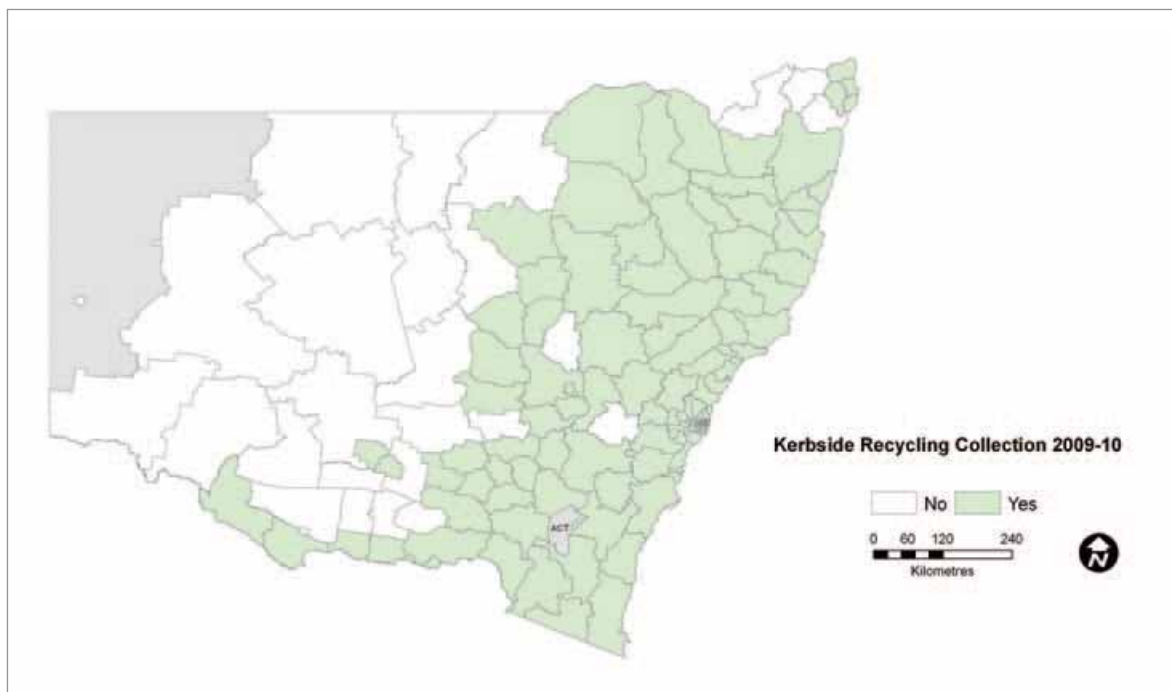 ACT
Kerbside Recycling Collection 2009-10
No Yes
0 60 120 240
Kilometres
N